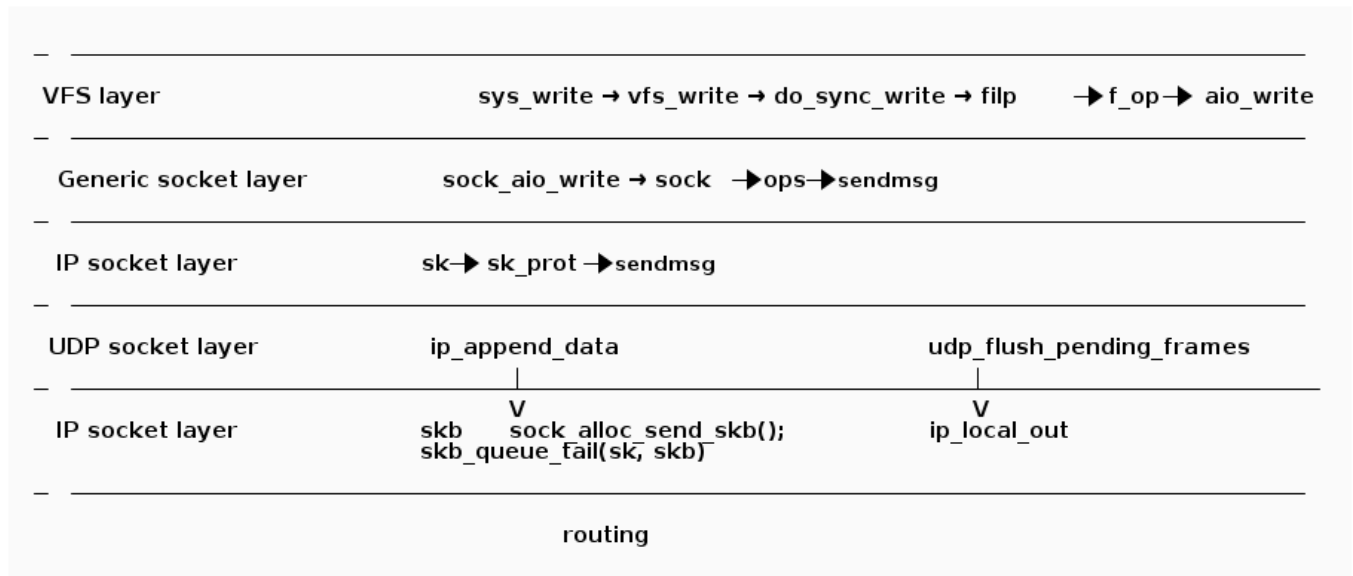 VFS layer sys_write → vfs_write → do_sync_write → filp → f_op → aio_write
Generic socket layer sock_aio_write → sock → ops → sendmsg
IP socket layer sk → sk_prot → sendmsg
UDP socket layer ip_append_data udp_flush_pending_frames
| |
V V
IP socket layer skb sock_alloc_send_skb(); ip_local_out
skb_queue_tail(sk, skb)
routing